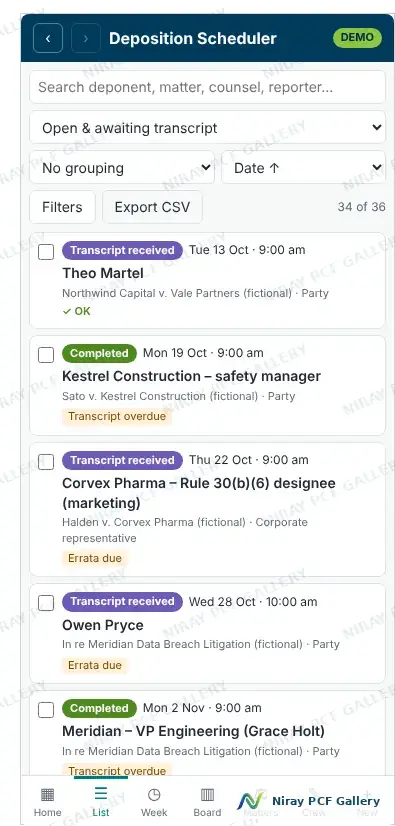 ‹ › Deposition Scheduler DEMO
Search deponent, matter, counsel, reporter...
Open & awaiting transcript
No grouping Date ↑
Filters Export CSV 34 of 36
Transcript received Tue 13 Oct · 9:00 am
Theo Martel
Northwind Capital v. Vale Partners (fictional) · Party
✓ OK
Completed Mon 19 Oct · 9:00 am
Kestrel Construction – safety manager
Sato v. Kestrel Construction (fictional) · Party
Transcript overdue
Transcript received Thu 22 Oct · 9:00 am
Corvex Pharma – Rule 30(b)(6) designee
(marketing)
Halden v. Corvex Pharma (fictional) · Corporate
representative
Errata due
Transcript received Wed 28 Oct · 10:00 am
Owen Pryce
In re Meridian Data Breach Litigation (fictional) · Party
Errata due
Completed Mon 2 Nov · 9:00 am
Meridian – VP Engineering (Grace Holt)
In re Meridian Data Breach Litigation (fictional) · Party
Transcript overdue
Home List Week Board Matters Crew New
Niray PCF Gallery
NIRAY PCF GALLERY